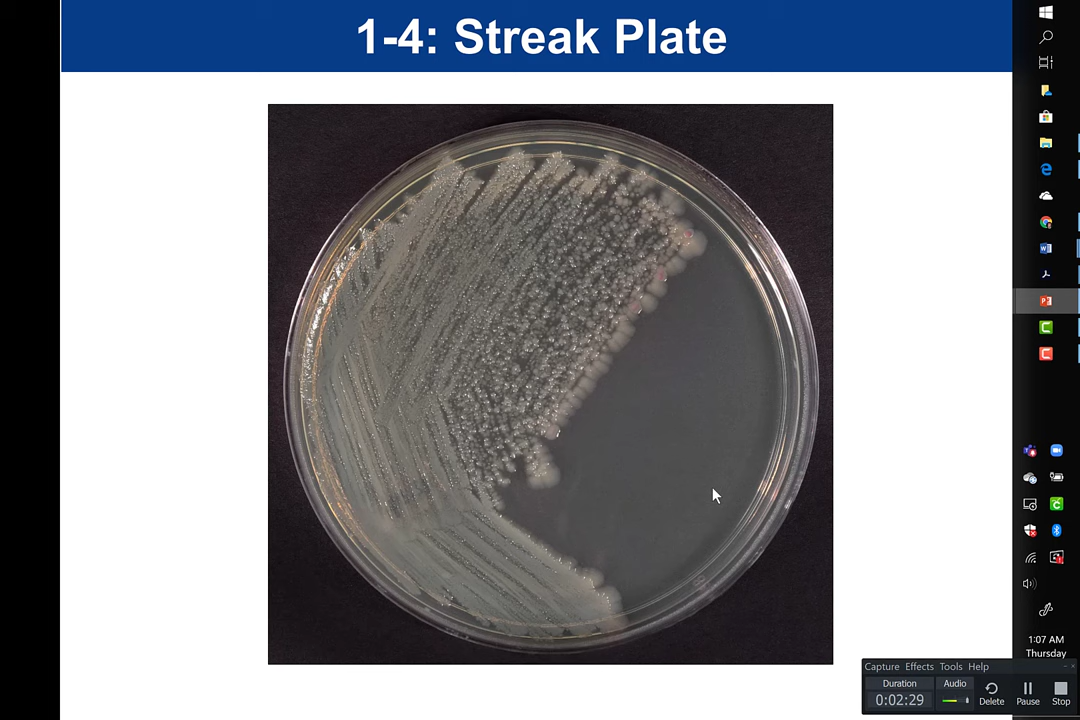 1-4: Streak Plate
1:07 AM
Thursday
Capture Effects Tools Help
Duration
0:02:29
Audio
Delete
Pause
Stop